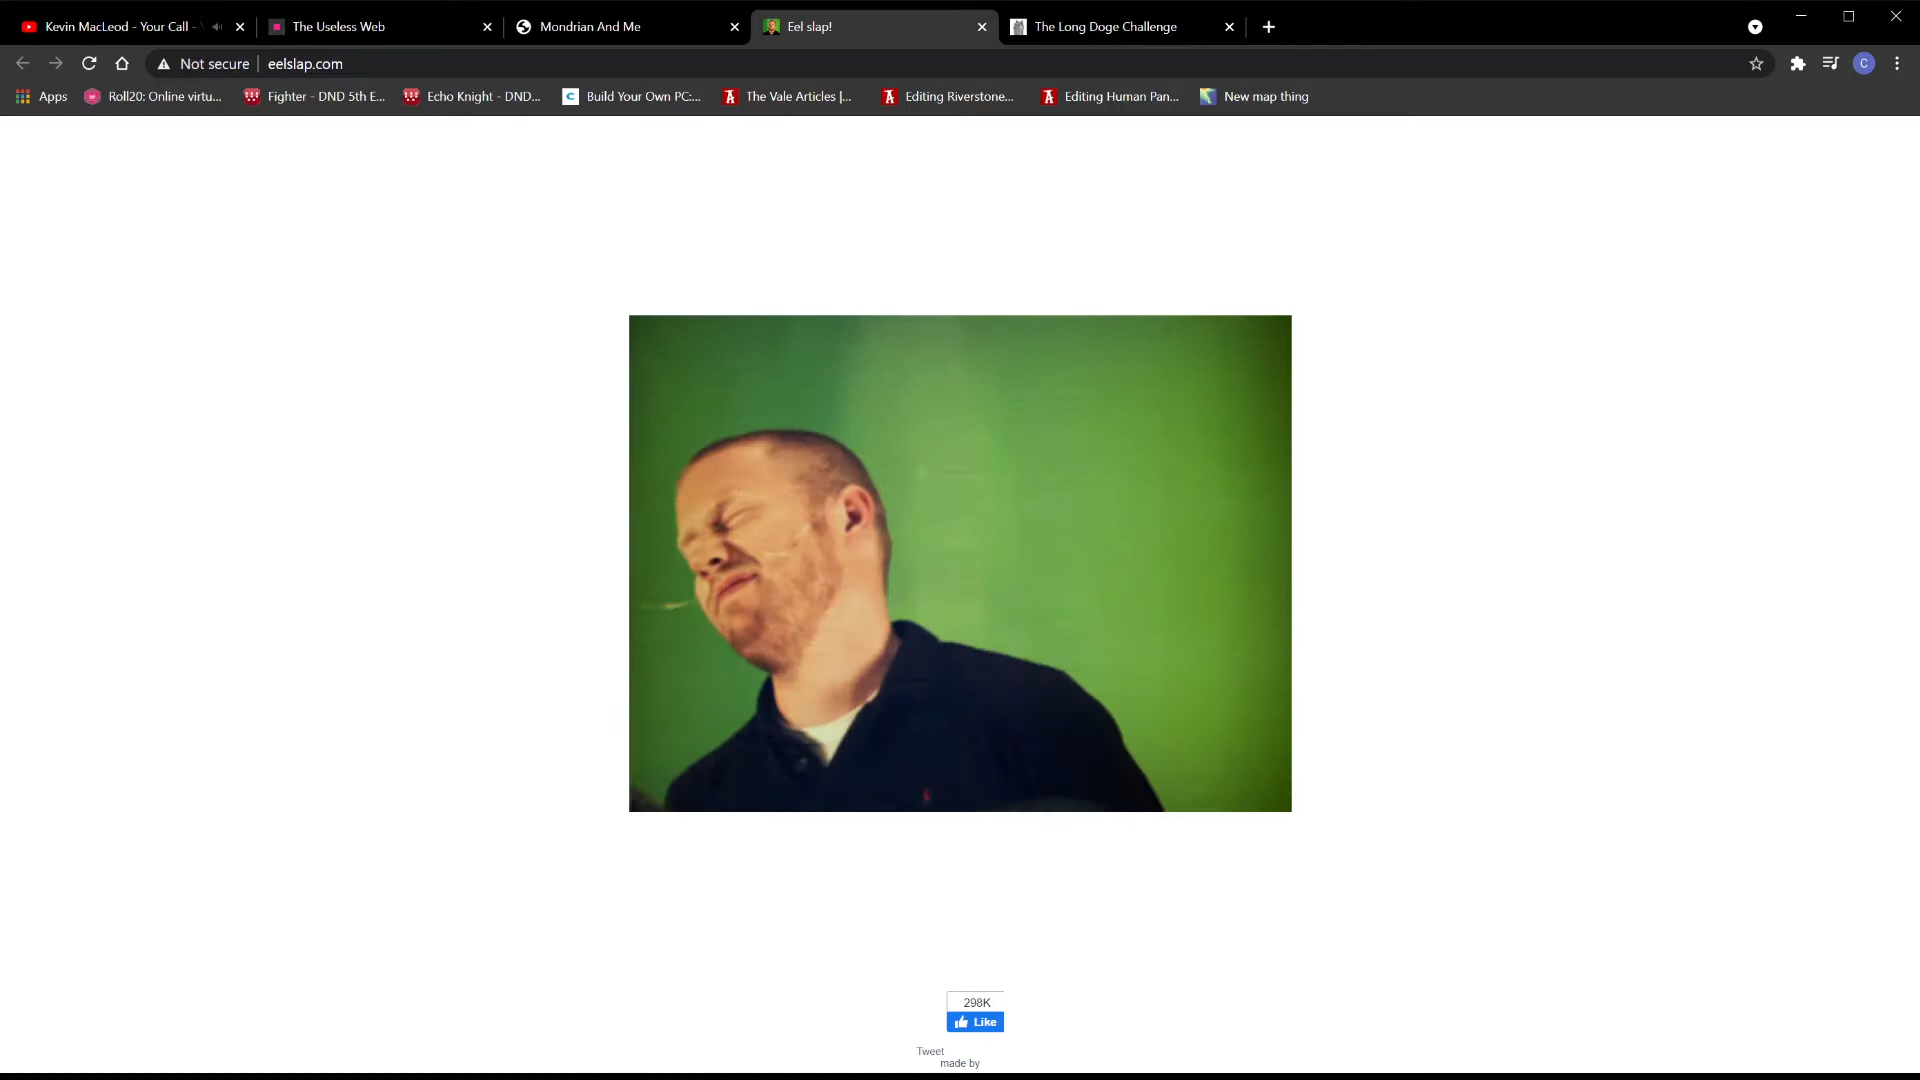 Kevin MacLeod - Your Call -
The Useless Web
Mondrian And Me
Eel slap!
The Long Doge Challenge
Not secure
eelslap.com
C
Apps
Roll20: Online virtu...
Fighter - DND 5th E...
Echo Knight - DND...
C
Build Your Own PC:...
The Vale Articles |...
Editing Riverstone...
Editing Human Pan...
New map thing
298K
Like
Tweet
made by